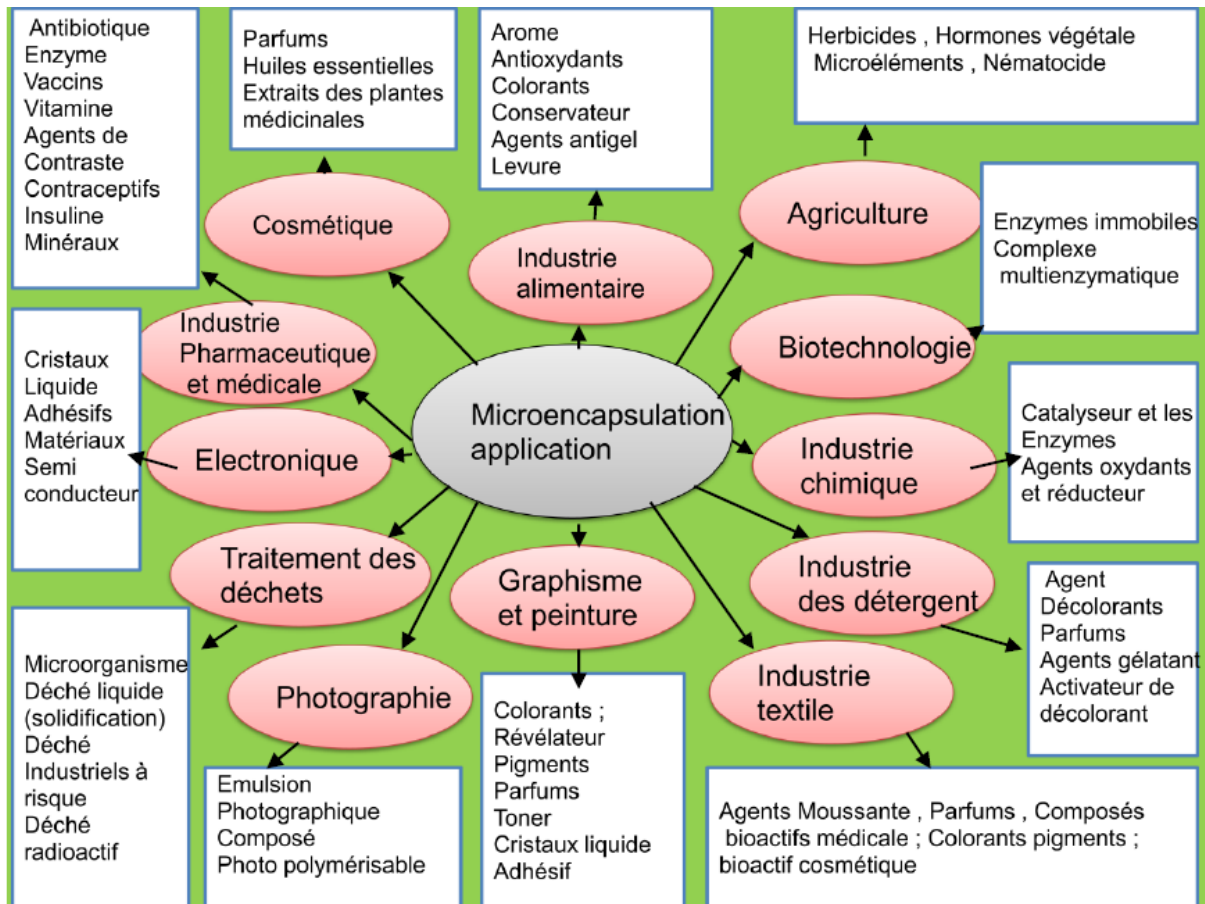 Antibiotique
Enzyme
Vaccins
Vitamine
Agents de
Contraste
Contraceptifs
Insuline
Minéraux
Parfums
Huiles essentielles
Extraits des plantes
médicinales
Arome
Antioxydants
Colorants
Conservateur
Agents antigel
Levure
Herbicides , Hormones végétale
Microéléments , Nématocide
Cosmétique
Industrie
alimentaire
Agriculture
Enzymes immobiles
Complexe
multienzymatique
Industrie
Pharmaceutique
et médicale
Biotechnologie
Cristaux
Liquide
Adhésifs
Matériaux
Semi
conducteur
Microencapsulation
application
Electronique
Industrie
chimique
Catalyseur et les
Enzymes
Agents oxydants
et réducteur
Traitement des
déchets
Graphisme
et peinture
Industrie
des détergent
Agent
Décolorants
Parfums
Agents gélatant
Activateur de
décolorant
Microorganisme
Déché liquide
(solidification)
Déché
Industriels à
risque
Déché
radioactif
Photographie
Industrie
textile
Emulsion
Photographique
Composé
Photo polymérisable
Colorants ;
Révélateur
Pigments
Parfums
Toner
Cristaux liquide
Adhésif
Agents Moussante , Parfums , Composés
bioactifs médicale ; Colorants pigments ;
bioactif cosmétique